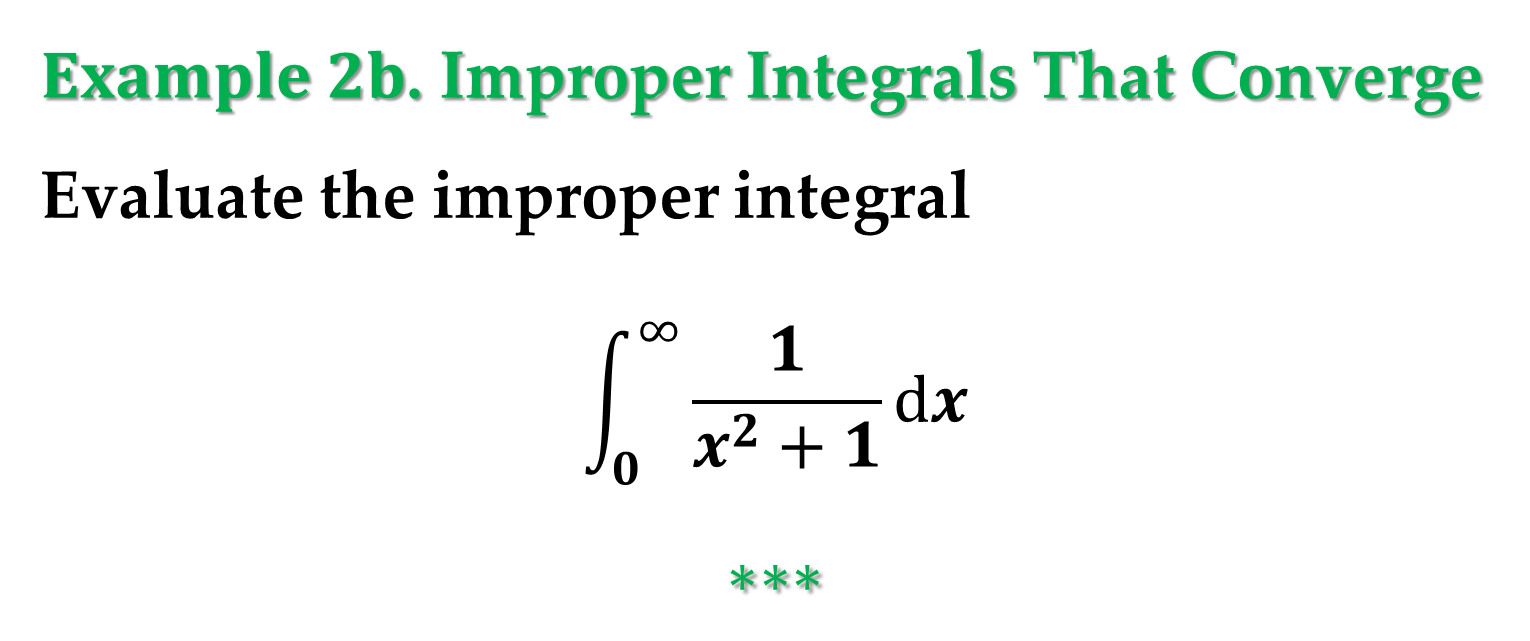 Example 2b. Improper Integrals That Converge
Evaluate the improper integral
∫₀^∞ 1/(x² + 1) dx
***